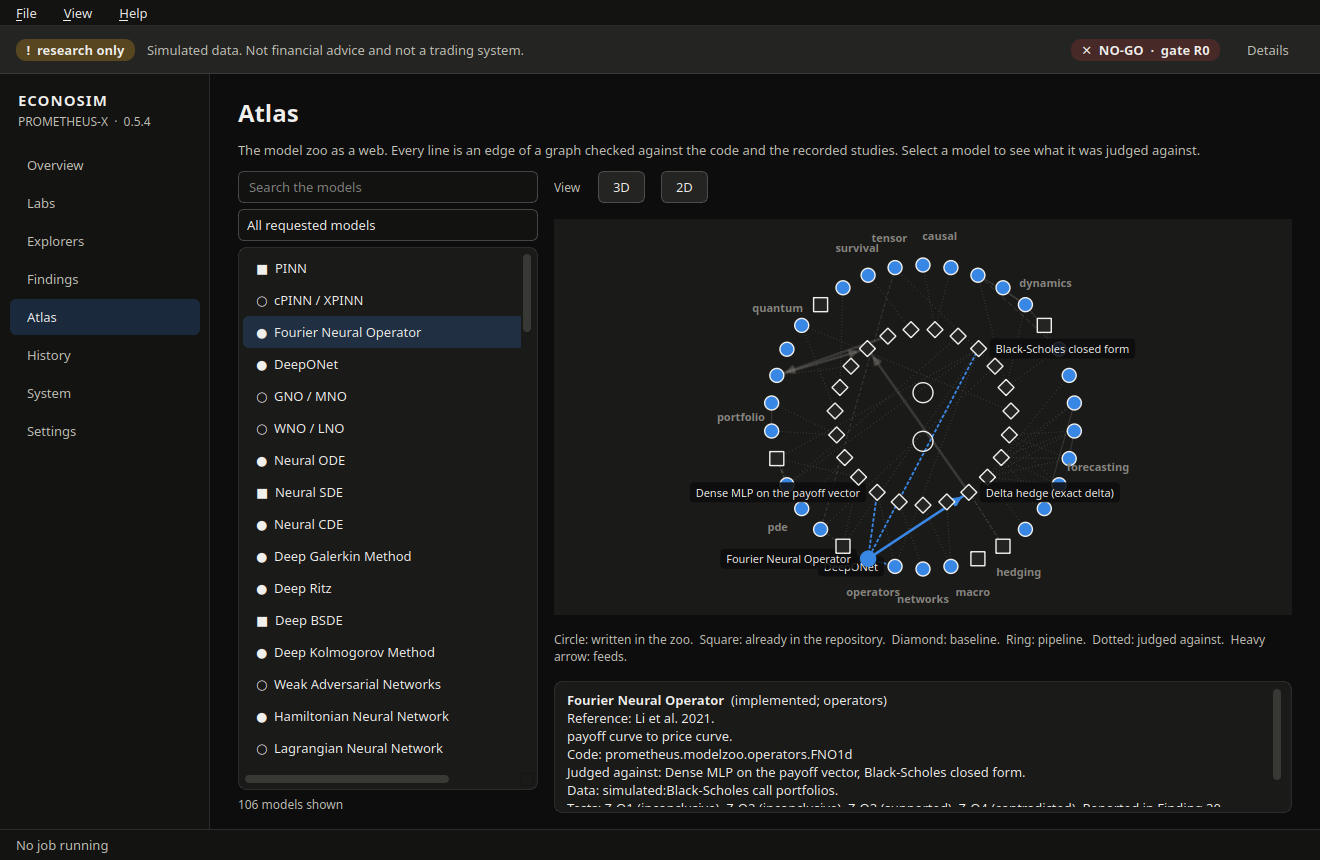 File View Help
! research only Simulated data. Not financial advice and not a trading system. × NO-GO · gate R0 Details
ECONOSIM
PROMETHEUS-X · 0.5.4
Overview
Labs
Explorers
Findings
Atlas
History
System
Settings
Atlas
The model zoo as a web. Every line is an edge of a graph checked against the code and the recorded studies. Select a model to see what it was judged against.
Search the models
All requested models
PINN
cPINN / XPINN
Fourier Neural Operator
DeepONet
GNO / MNO
WNO / LNO
Neural ODE
Neural SDE
Neural CDE
Deep Galerkin Method
Deep Ritz
Deep BSDE
Deep Kolmogorov Method
Weak Adversarial Networks
Hamiltonian Neural Network
Lagrangian Neural Network
106 models shown
View 3D 2D
tensor causal
survival
dynamics
quantum
Black-Scholes closed form
portfolio
forecasting
Dense MLP on the payoff vector Delta hedge (exact delta)
pde
Fourier Neural Operator
DeepONet
hedging
operators macro
networks
Circle: written in the zoo. Square: already in the repository. Diamond: baseline. Ring: pipeline. Dotted: judged against. Heavy
arrow: feeds.
Fourier Neural Operator (implemented; operators)
Reference: Li et al. 2021.
payoff curve to price curve.
Code: prometheus.modelzoo.operators.FNO1d
Judged against: Dense MLP on the payoff vector, Black-Scholes closed form.
Data: simulated:Black-Scholes call portfolios.
No job running